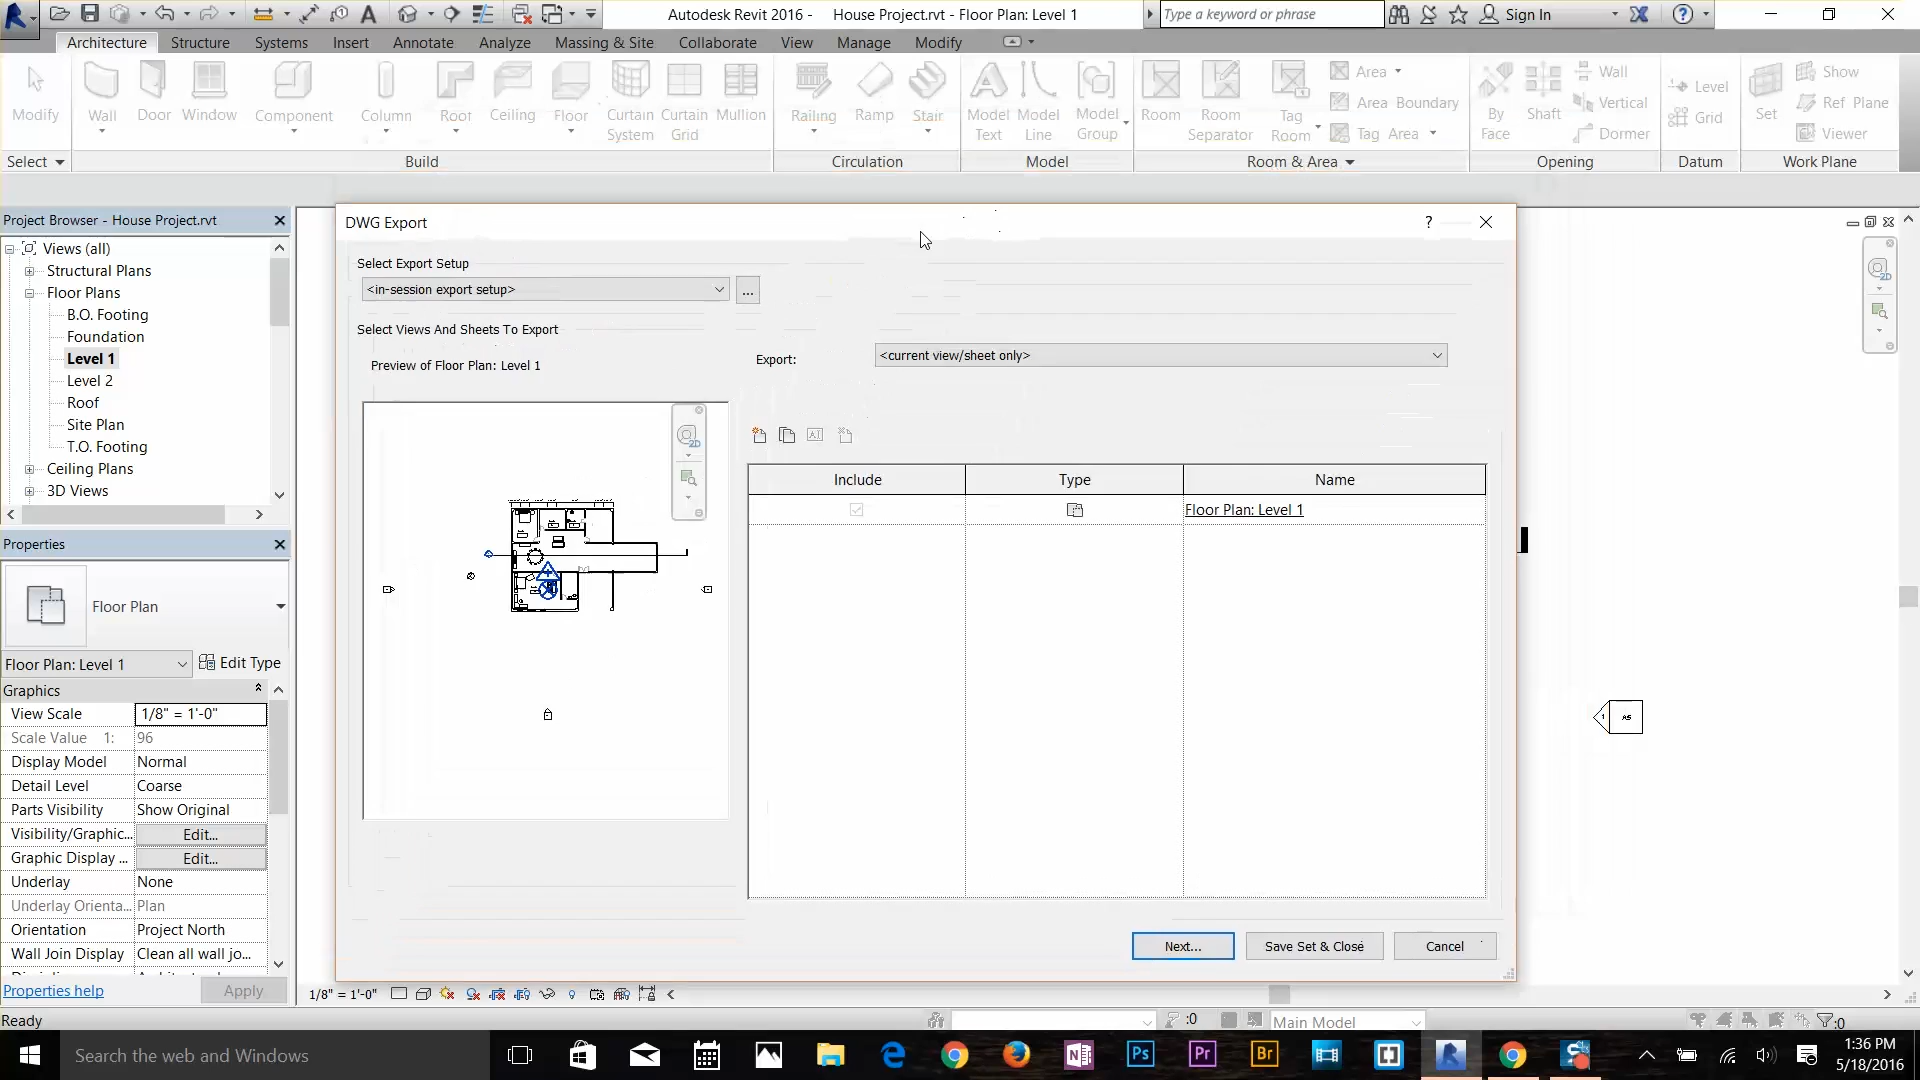 Autodesk Revit 2016 - House Project.rvt - Floor Plan: Level 1
Type a keyword or phrase
Sign In
Architecture Structure Systems Insert Annotate Analyze Massing & Site Collaborate View Manage Modify
Modify
Wall
Door
Window
Component
Column
Roof
Ceiling
Floor
Curtain System
Curtain Grid
Mullion
Railing
Ramp
Stair
Model Text
Model Line
Model Group
Room
Room Separator
Tag Room
Area
Area Boundary
Tag Area
By Face
Shaft
Wall
Vertical
Dormer
Level
Grid
Set
Show
Ref Plane
Viewer
Select
Build
Circulation
Model
Room & Area
Opening
Datum
Work Plane
Project Browser - House Project.rvt
Views (all)
Structural Plans
Floor Plans
B.O. Footing
Foundation
Level 1
Level 2
Roof
Site Plan
T.O. Footing
Ceiling Plans
3D Views
Properties
Floor Plan
Floor Plan: Level 1
Edit Type
Graphics
View Scale 1/8" = 1'-0"
Scale Value 1: 96
Display Model Normal
Detail Level Coarse
Parts Visibility Show Original
Visibility/Graphic... Edit...
Graphic Display ... Edit...
Underlay None
Underlay Orienta... Plan
Orientation Project North
Wall Join Display Clean all wall jo...
Properties help
Apply
DWG Export
?
Select Export Setup
<in-session export setup>
...
Select Views And Sheets To Export
Preview of Floor Plan: Level 1
Export:
<current view/sheet only>
2D
Include Type Name
Floor Plan: Level 1
Next...
Save Set & Close
Cancel
2D
1
A5
1/8" = 1'-0"
Ready
:0
Main Model
:0
Search the web and Windows
Ps
Pr
Br
1:36 PM
5/18/2016